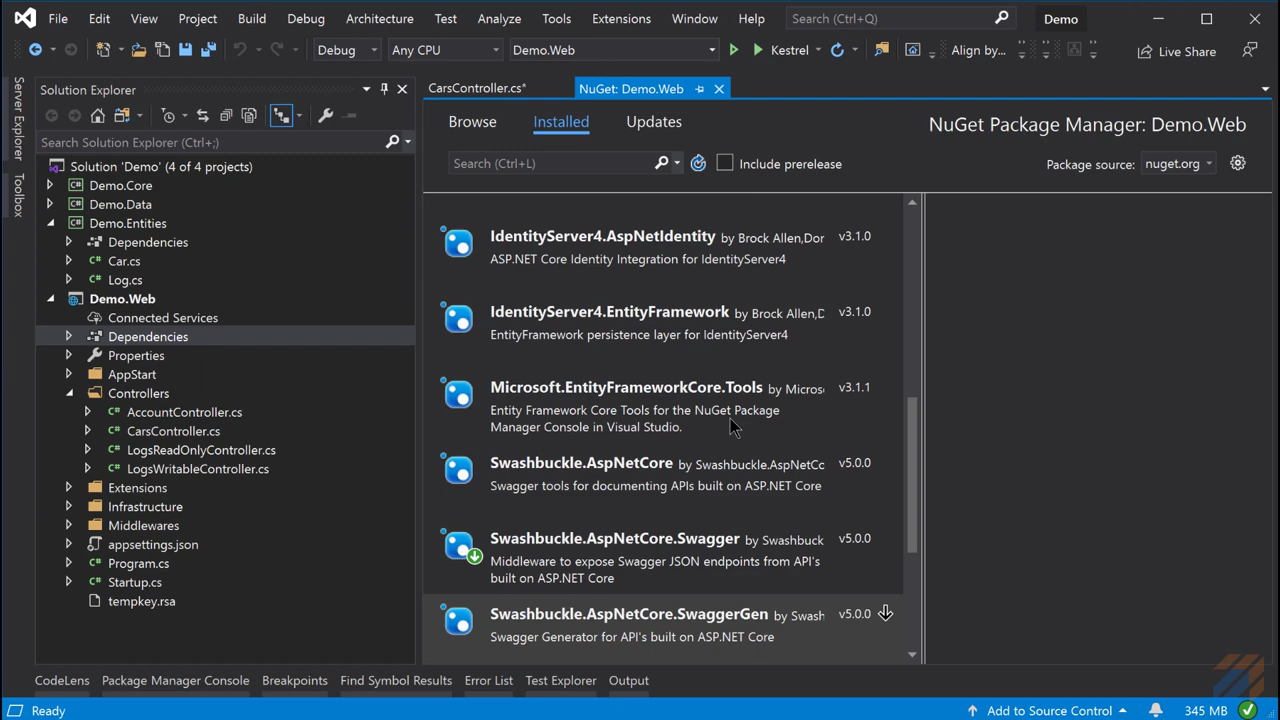 File Edit View Project Build Debug Architecture Test Analyze Tools Extensions Window Help Search (Ctrl+Q) Demo
Debug Any CPU Demo.Web Kestrel Align by... Live Share
Server Explorer
Toolbox
Solution Explorer
Search Solution Explorer (Ctrl+;)
Solution 'Demo' (4 of 4 projects)
Demo.Core
Demo.Data
Demo.Entities
Dependencies
Car.cs
Log.cs
Demo.Web
Connected Services
Dependencies
Properties
AppStart
Controllers
AccountController.cs
CarsController.cs
LogsReadOnlyController.cs
LogsWritableController.cs
Extensions
Infrastructure
Middlewares
appsettings.json
Program.cs
Startup.cs
tempkey.rsa
CarsController.cs* NuGet: Demo.Web
Browse Installed Updates NuGet Package Manager: Demo.Web
Search (Ctrl+L) Include prerelease Package source: nuget.org
IdentityServer4.AspNetIdentity by Brock Allen,Dor v3.1.0
ASP.NET Core Identity Integration for IdentityServer4
IdentityServer4.EntityFramework by Brock Allen,D v3.1.0
EntityFramework persistence layer for IdentityServer4
Microsoft.EntityFrameworkCore.Tools by Micros v3.1.1
Entity Framework Core Tools for the NuGet Package
Manager Console in Visual Studio.
Swashbuckle.AspNetCore by Swashbuckle.AspNetCo v5.0.0
Swagger tools for documenting APIs built on ASP.NET Core
Swashbuckle.AspNetCore.Swagger by Swashbuck v5.0.0
Middleware to expose Swagger JSON endpoints from API's
built on ASP.NET Core
Swashbuckle.AspNetCore.SwaggerGen by Swash v5.0.0
Swagger Generator for API's built on ASP.NET Core
CodeLens Package Manager Console Breakpoints Find Symbol Results Error List Test Explorer Output
Ready Add to Source Control 345 MB